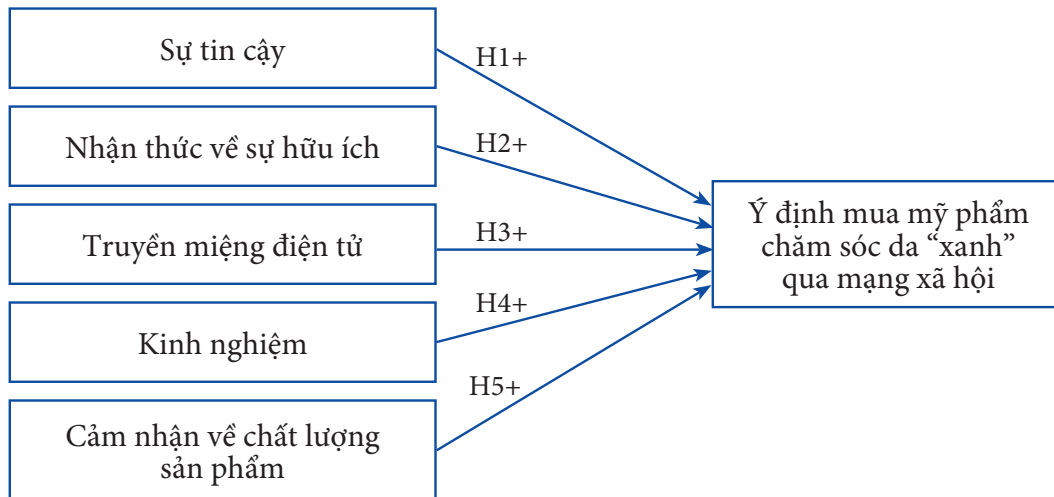 Sự tin cậy
H1+
Nhận thức về sự hữu ích
H2+
Truyền miệng điện tử
H3+
Kinh nghiệm
H4+
Cảm nhận về chất lượng
sản phẩm
H5+
Ý định mua mỹ phẩm
chăm sóc da “xanh”
qua mạng xã hội